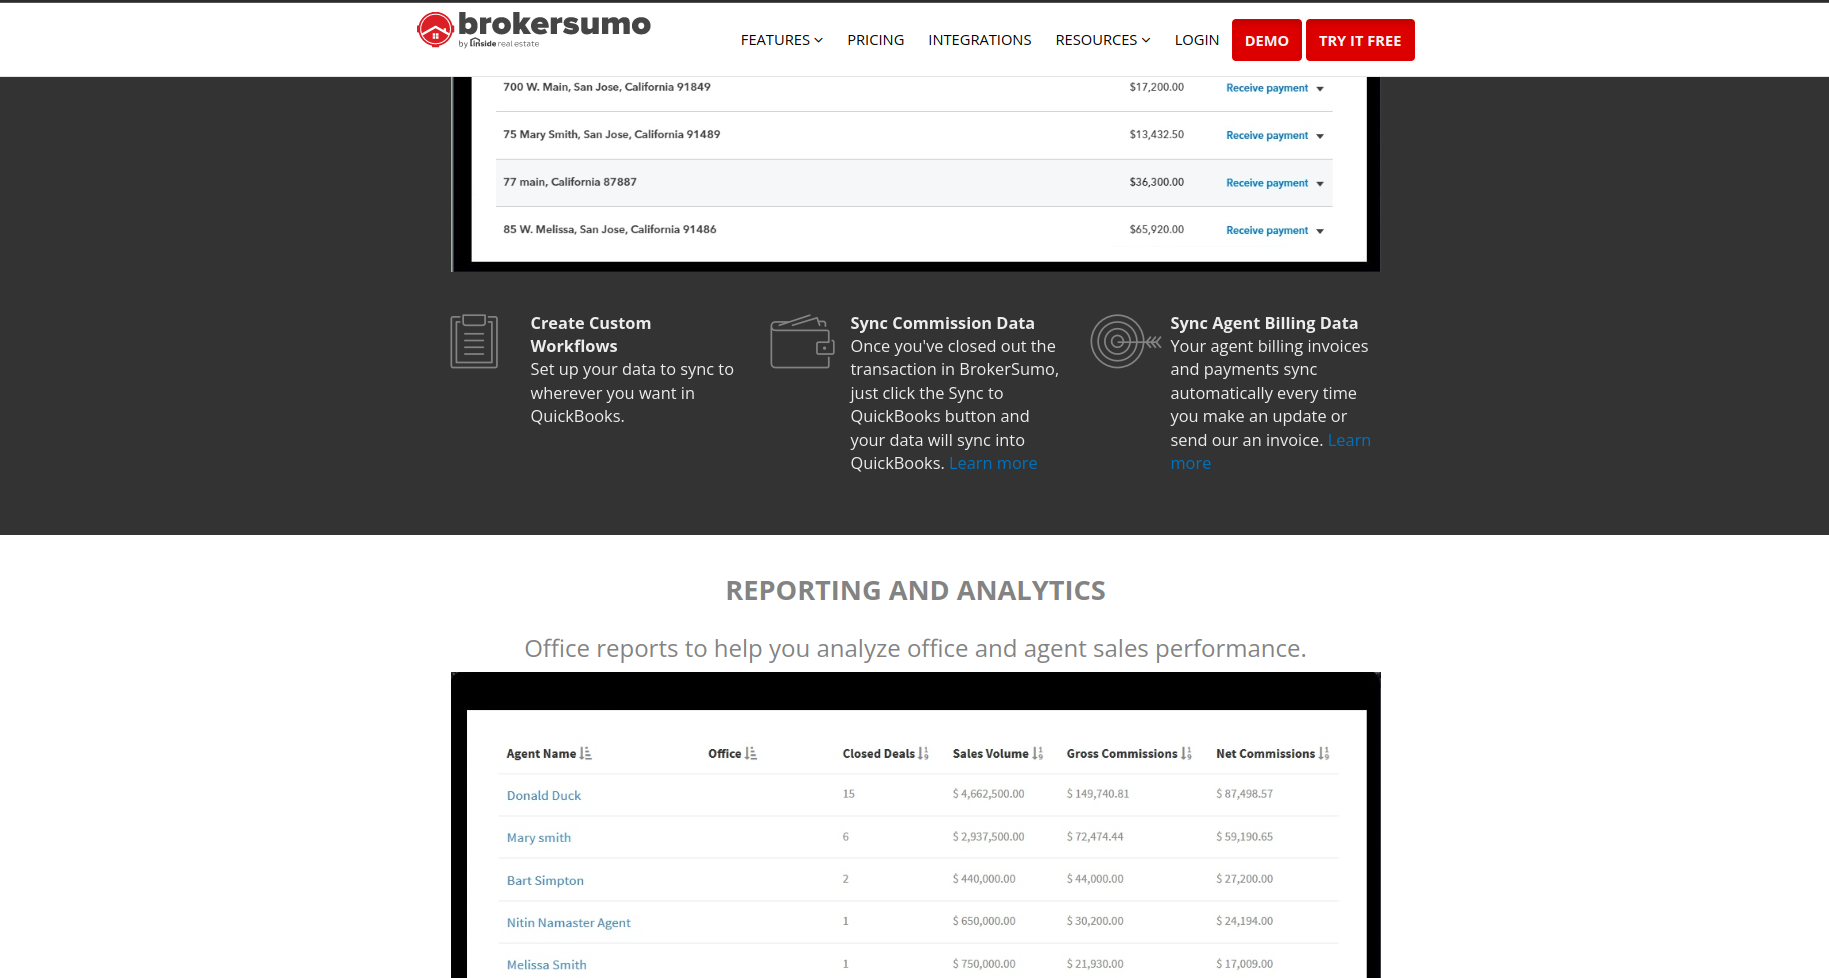 brokersumo
by inside real estate
FEATURES PRICING INTEGRATIONS RESOURCES LOGIN DEMO TRY IT FREE
700 W. Main, San Jose, California 91849 $17,200.00 Receive payment
75 Mary Smith, San Jose, California 91489 $13,432.50 Receive payment
77 main, California 87887 $36,300.00 Receive payment
85 W. Melissa, San Jose, California 91486 $65,920.00 Receive payment
Create Custom
Workflows
Set up your data to sync to
wherever you want in
QuickBooks.
Sync Commission Data
Once you've closed out the
transaction in BrokerSumo,
just click the Sync to
QuickBooks button and
your data will sync into
QuickBooks. Learn more
Sync Agent Billing Data
Your agent billing invoices
and payments sync
automatically every time
you make an update or
send our an invoice. Learn
more
REPORTING AND ANALYTICS
Office reports to help you analyze office and agent sales performance.
Agent Name Office Closed Deals Sales Volume Gross Commissions Net Commissions
Donald Duck 15 $ 4,662,500.00 $ 149,740.81 $ 87,498.57
Mary smith 6 $ 2,937,500.00 $ 72,474.44 $ 59,190.65
Bart Simpton 2 $ 440,000.00 $ 44,000.00 $ 27,200.00
Nitin Namaster Agent 1 $ 650,000.00 $ 30,200.00 $ 24,194.00
Melissa Smith 1 $ 750,000.00 $ 21,930.00 $ 17,009.00